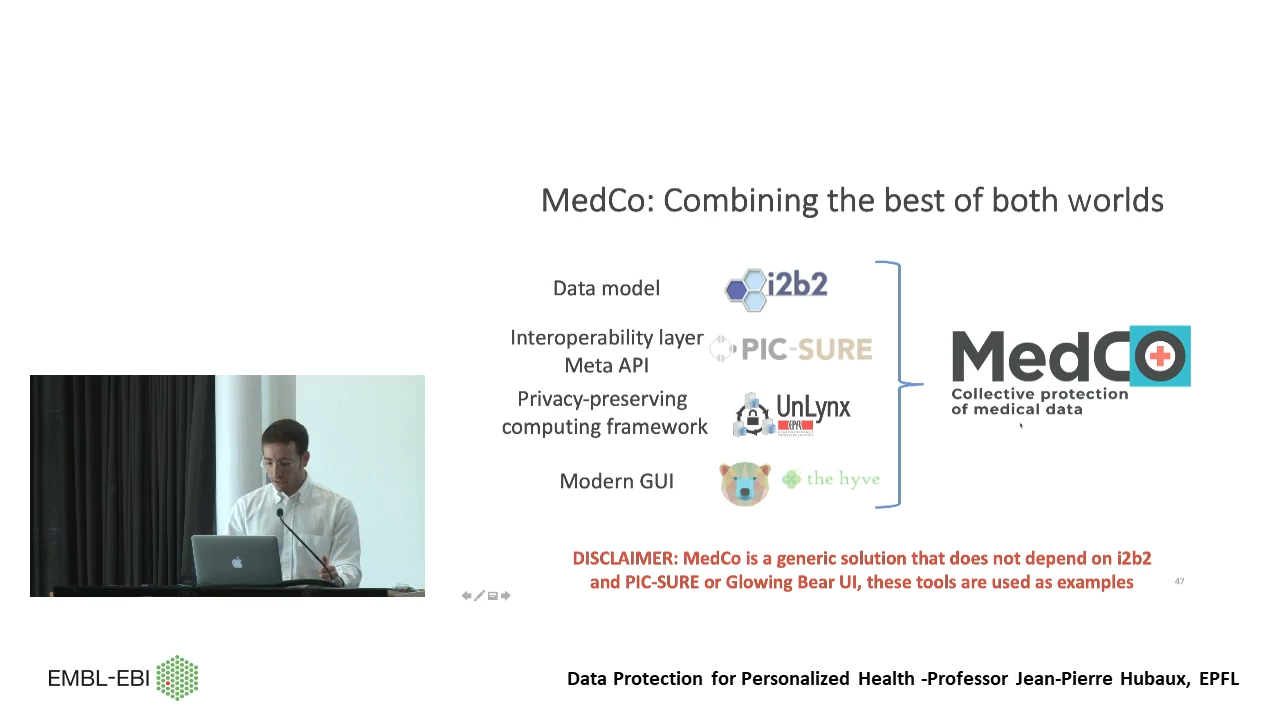 MedCo: Combining the best of both worlds
Data model
i2b2
Interoperability layer
Meta API
PIC-SURE
Privacy-preserving
computing framework
UnLynx
EPFL
Modern GUI
the hyve
MedCo
Collective protection
of medical data
DISCLAIMER: MedCo is a generic solution that does not depend on i2b2
and PIC-SURE or Glowing Bear UI, these tools are used as examples
47
EMBL-EBI
Data Protection for Personalized Health -Professor Jean-Pierre Hubaux, EPFL